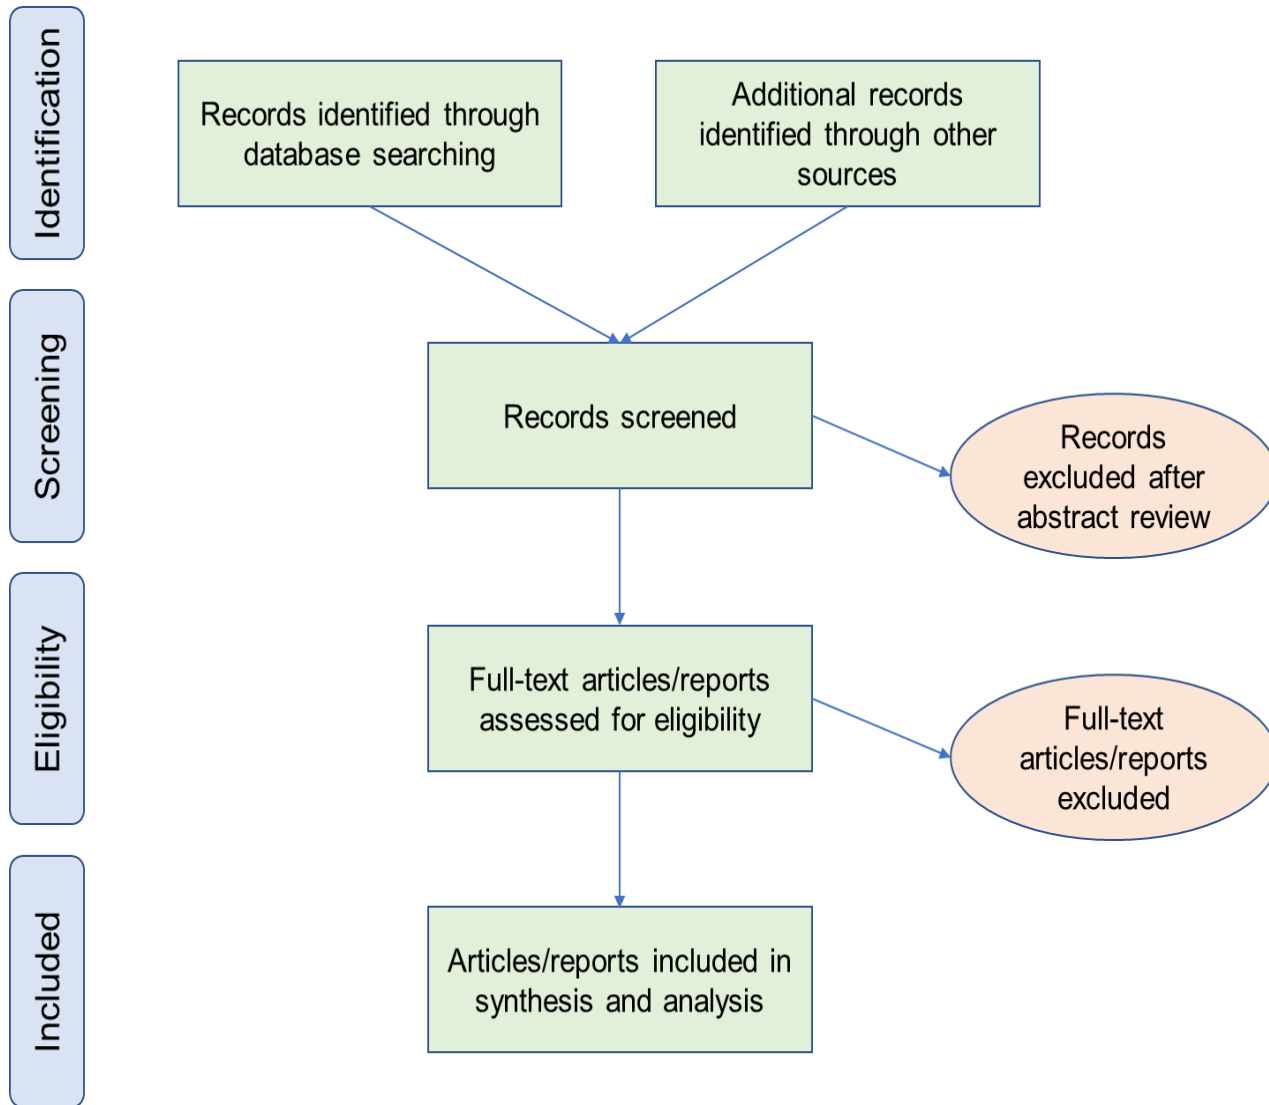 Identification
Records identified through
database searching
Additional records
identified through other
sources
Screening
Records screened
Records
excluded after
abstract review
Eligibility
Full-text articles/reports
assessed for eligibility
Full-text
articles/reports
excluded
Included
Articles/reports included in
synthesis and analysis